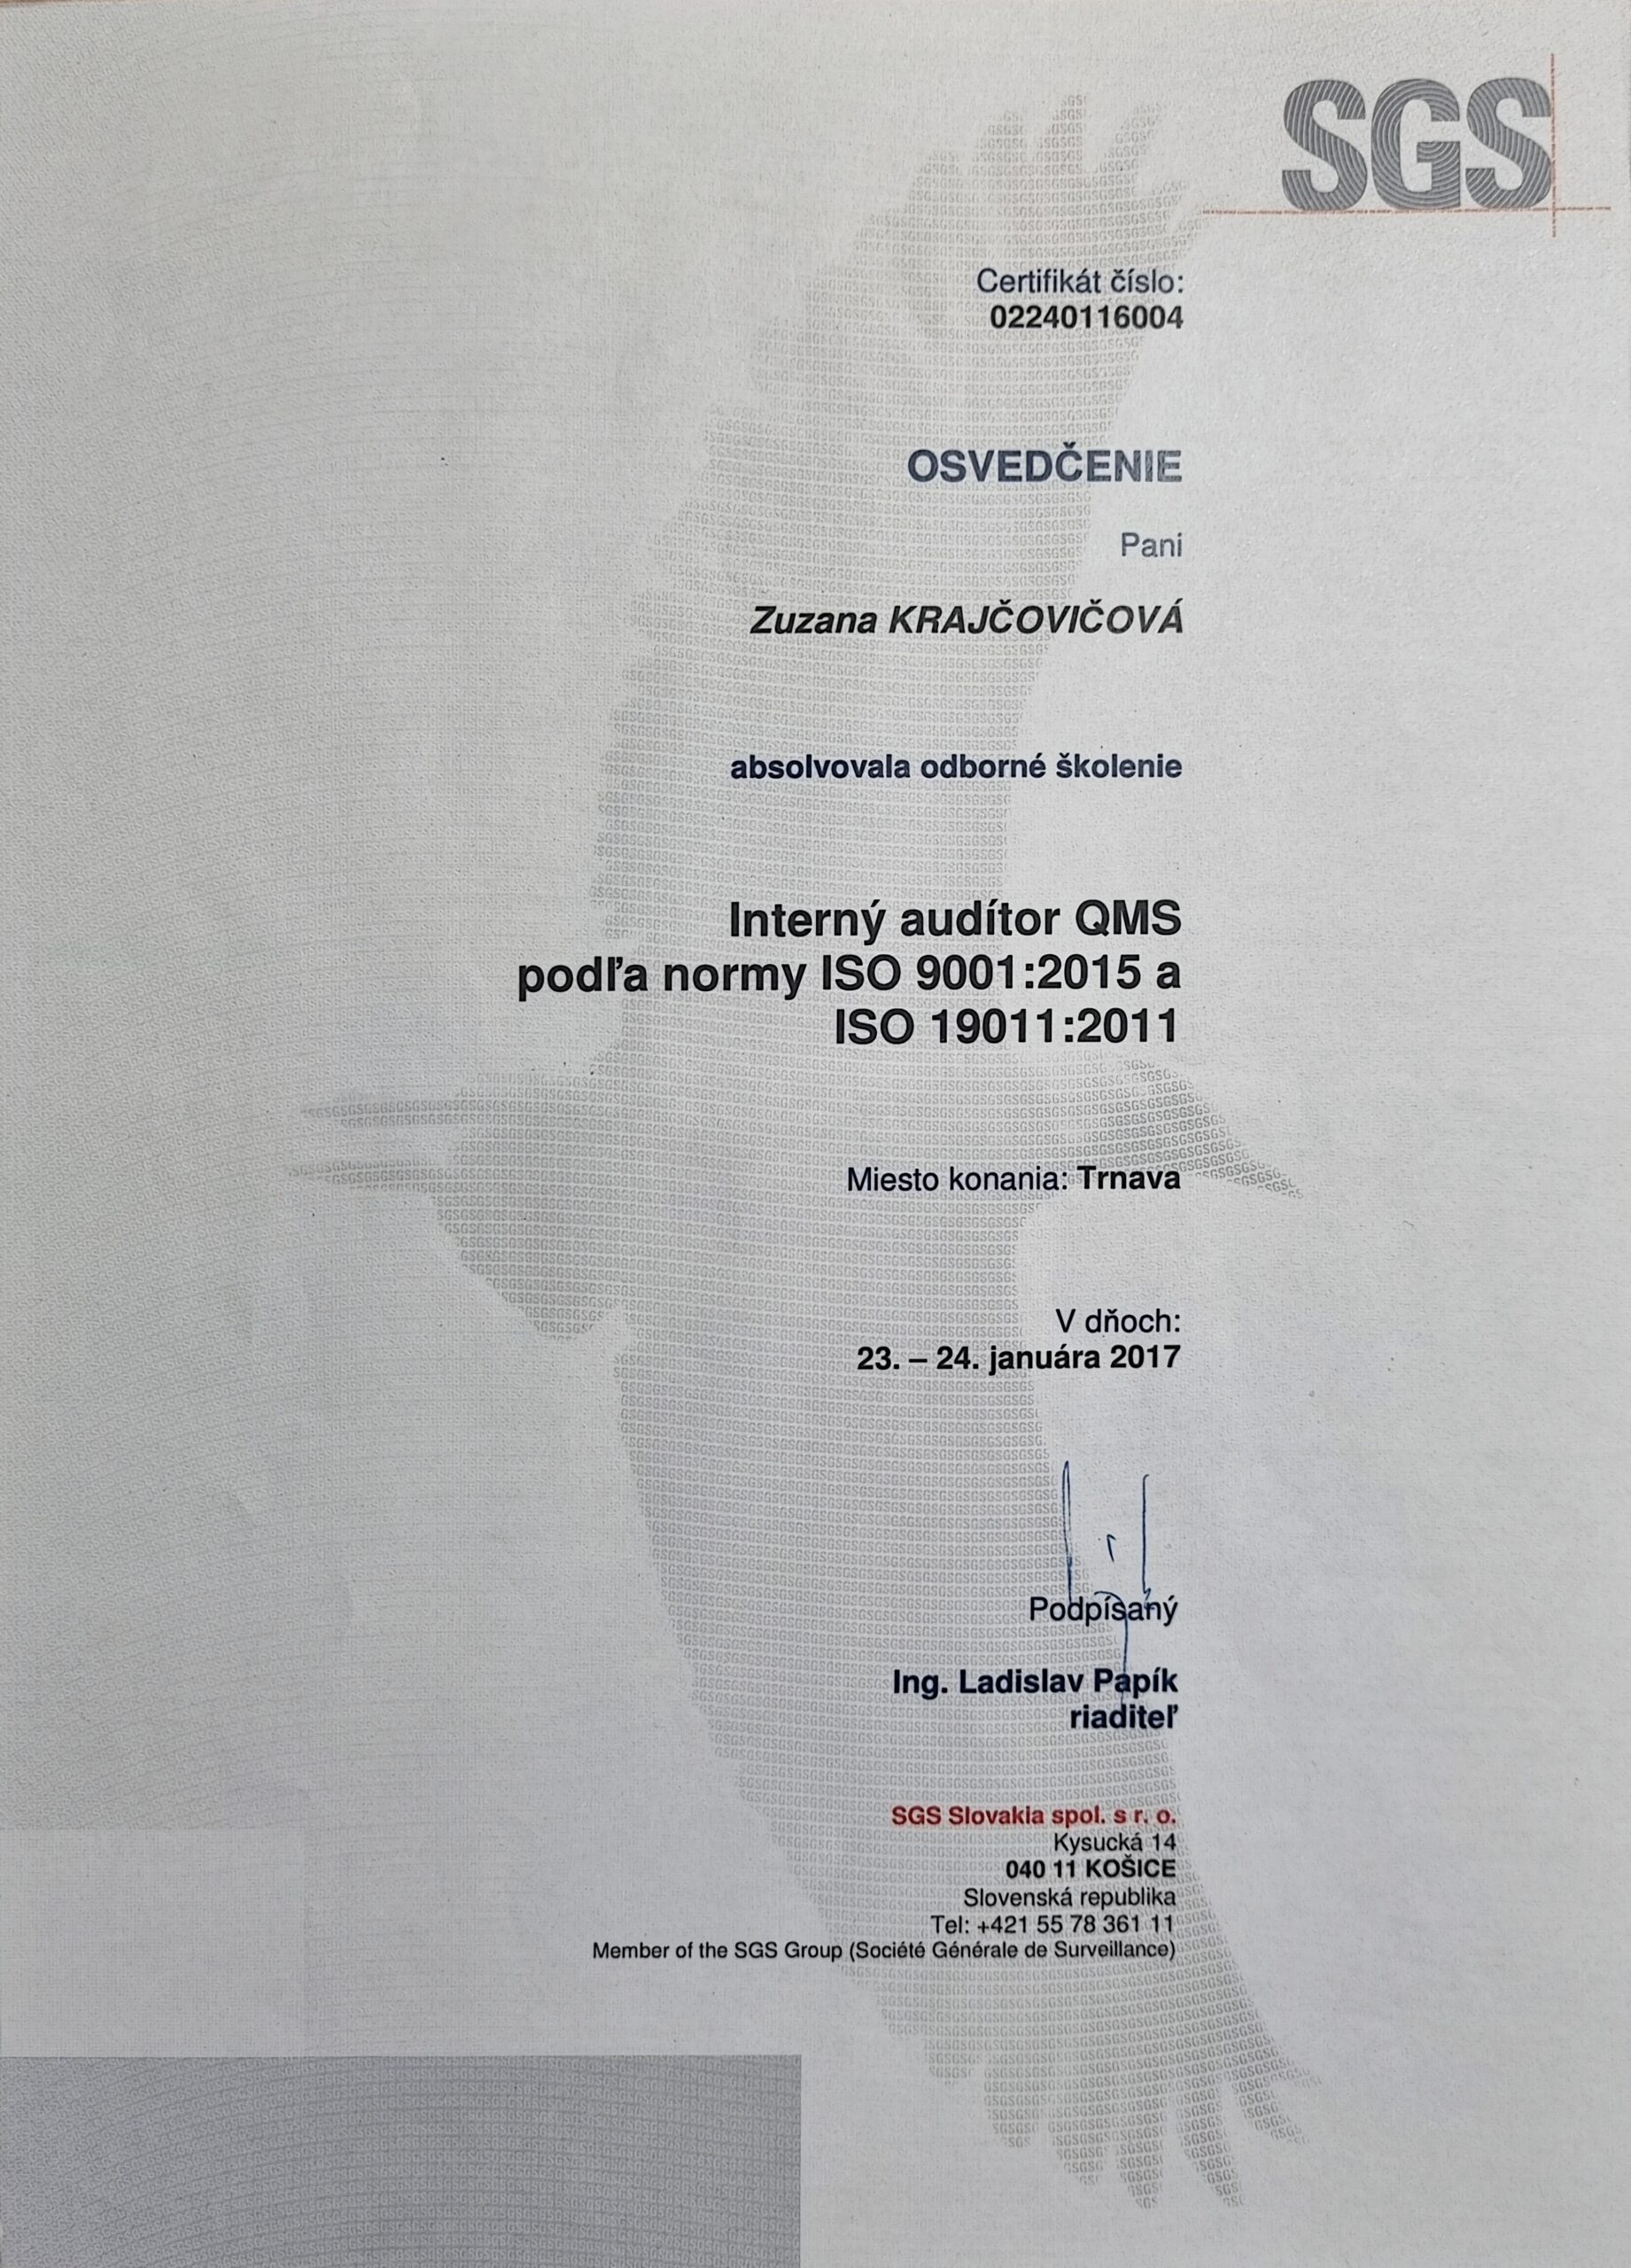 SGS
Certifikát číslo:
02240116004
OSVEDČENIE
Pani
Zuzana KRAJČOVIČOVÁ
absolvovala odborné školenie
Interný audítor QMS
podľa normy ISO 9001:2015 a
ISO 19011:2011
Miesto konania: Trnava
V dňoch:
23. – 24. januára 2017
Podpísaný
Ing. Ladislav Papík
riaditeľ
SGS Slovakia spol. s r. o.
Kysucká 14
040 11 KOŠICE
Slovenská republika
Tel: +421 55 78 361 11
Member of the SGS Group (Société Générale de Surveillance)